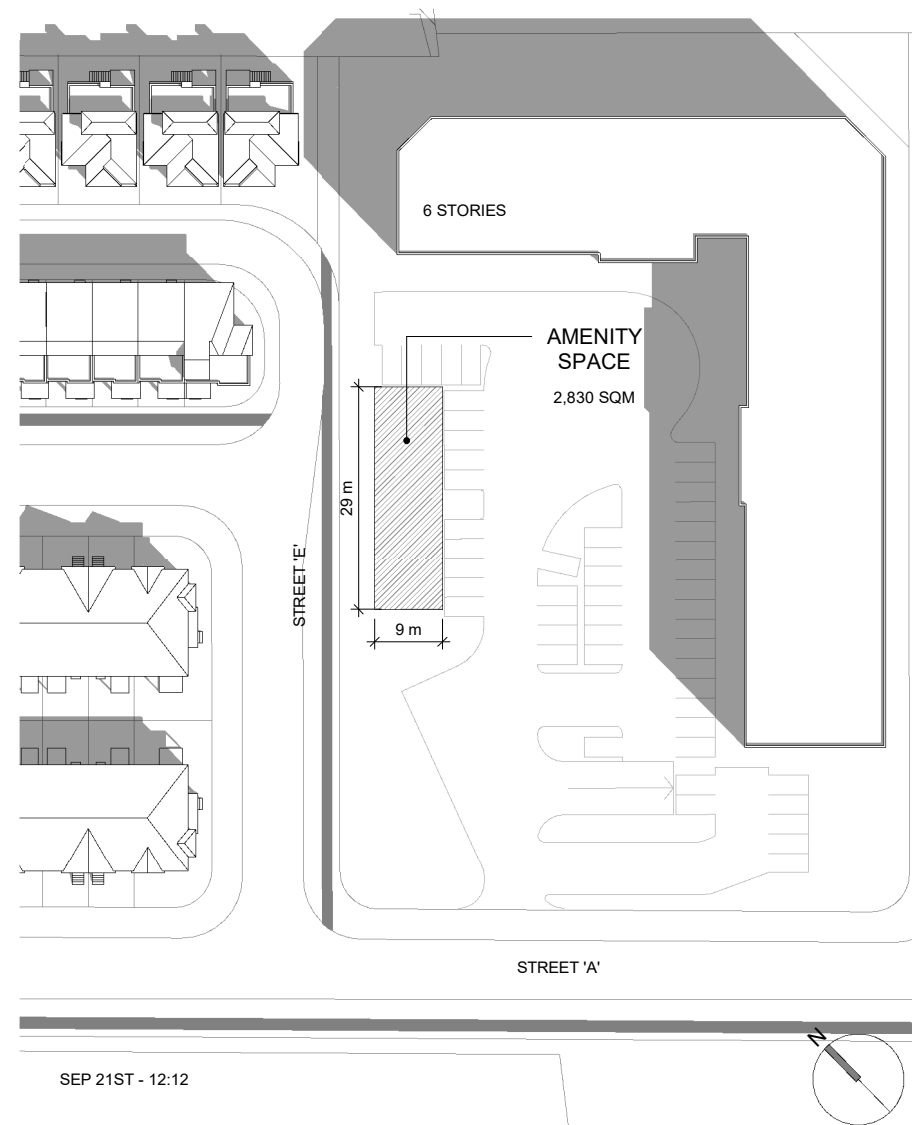 6 STORIES
AMENITY
SPACE
2,830 SQM
29 m
9 m
STREET 'E'
STREET 'A'
N
SEP 21ST - 12:12